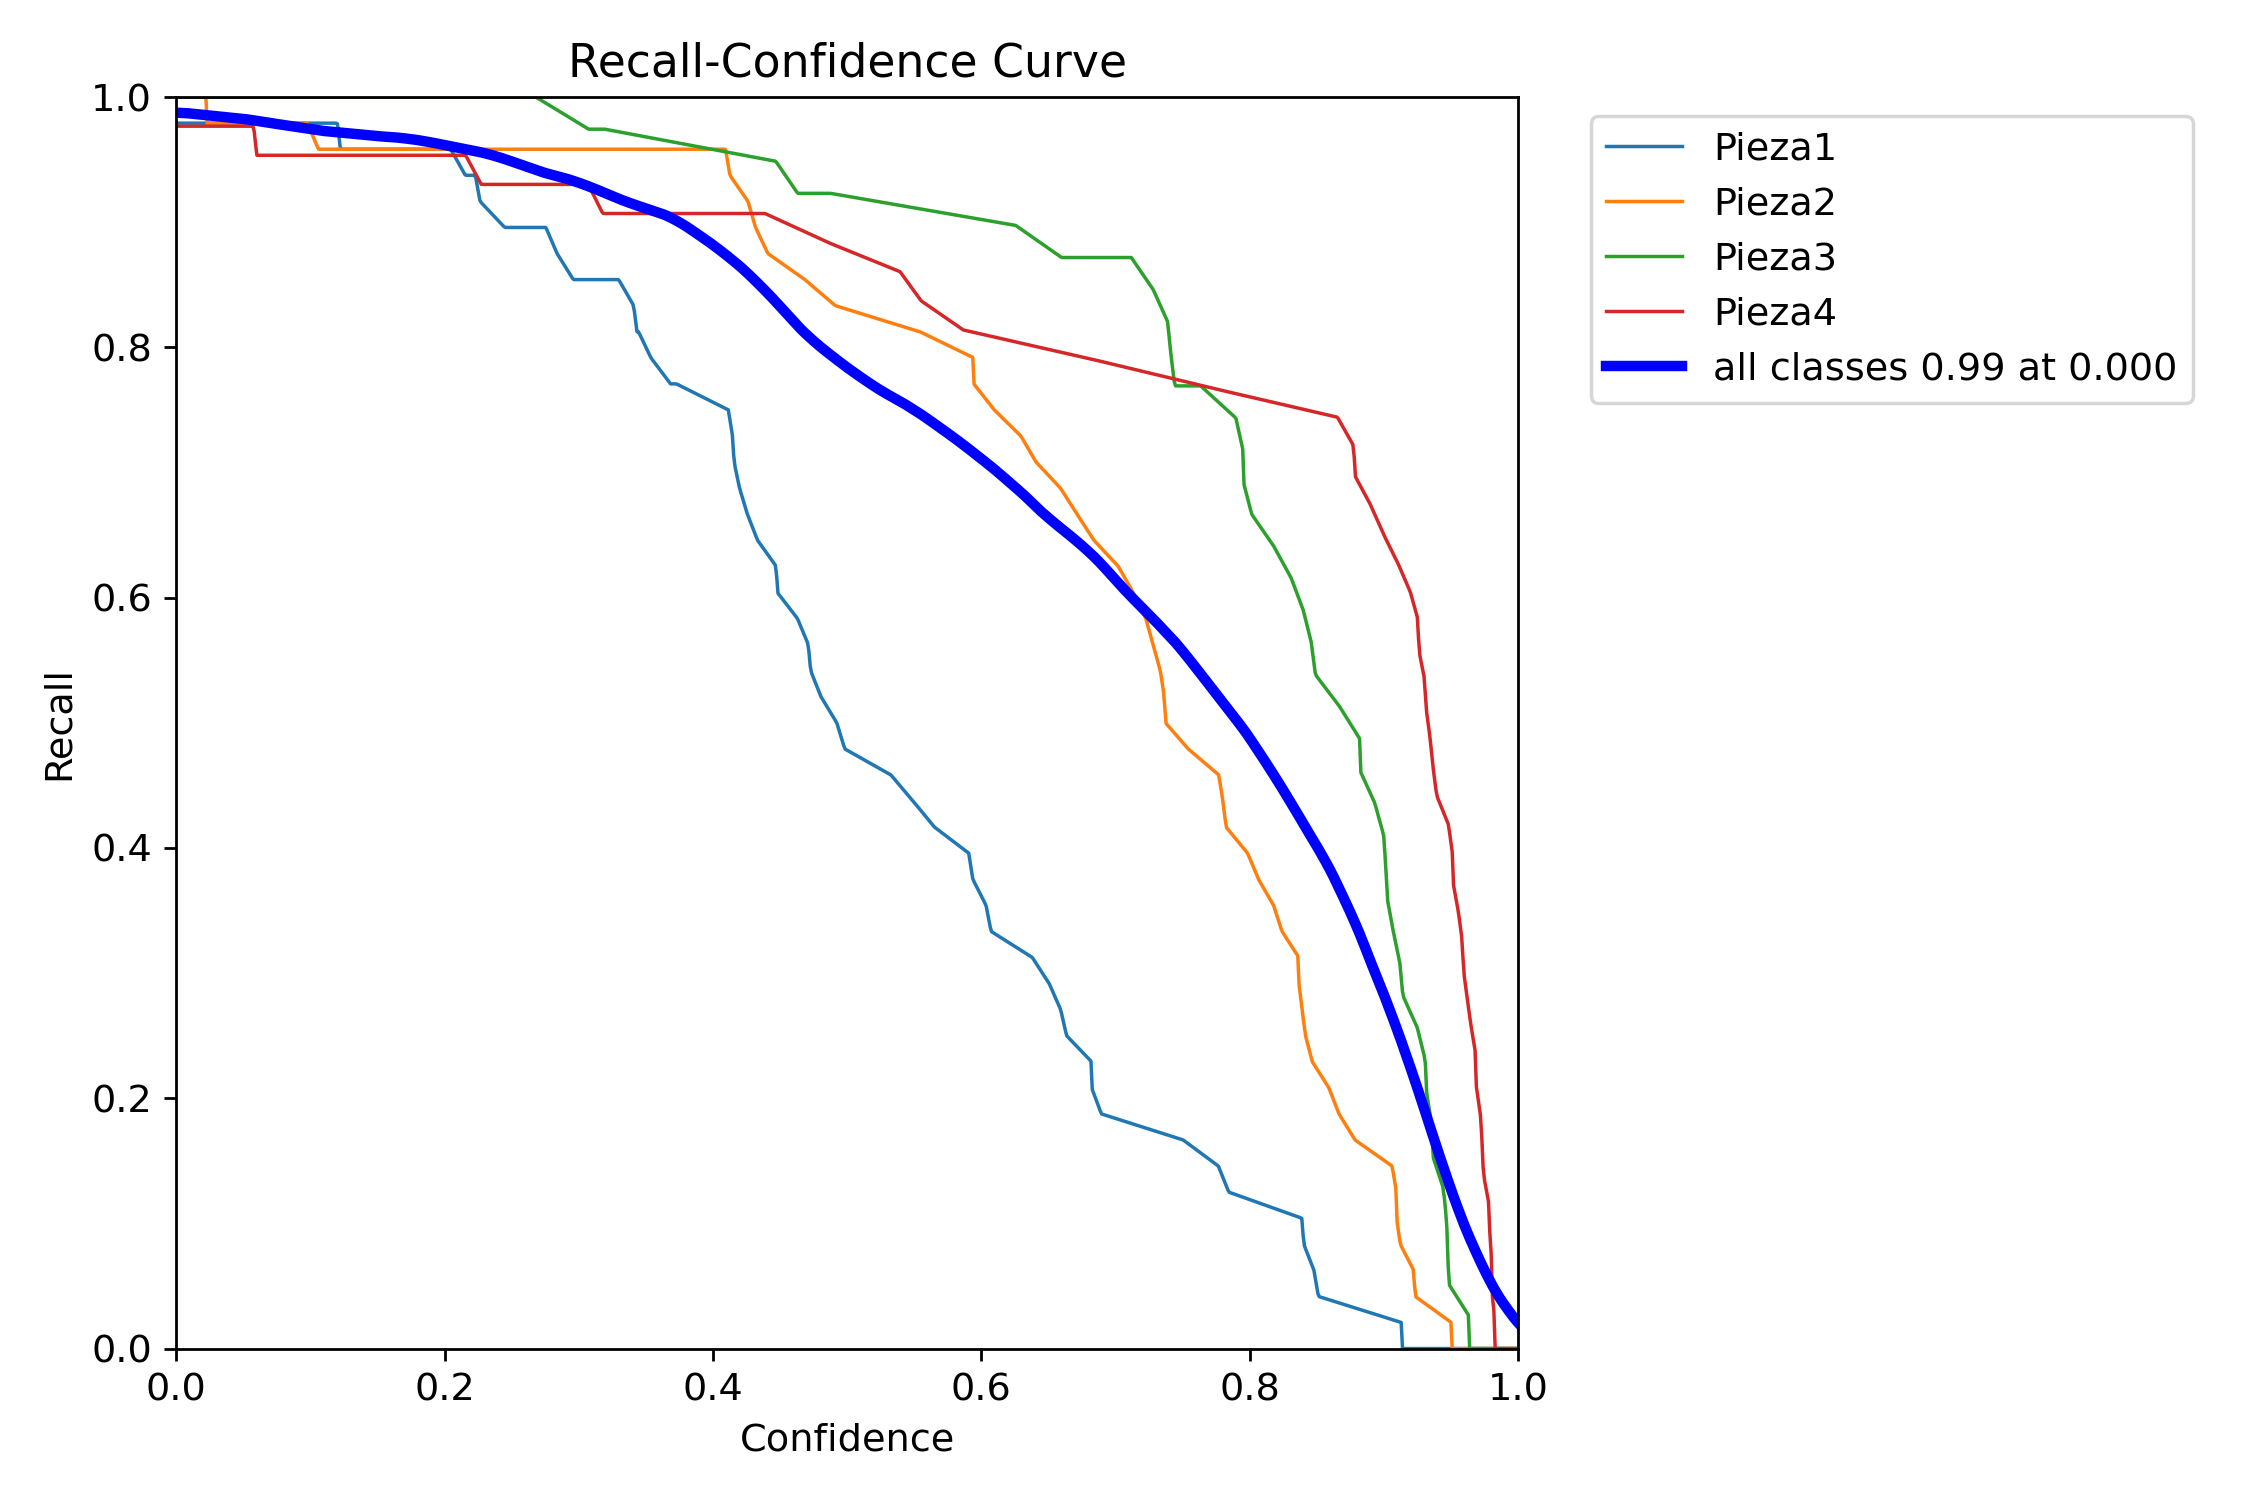 Recall-Confidence Curve
1.0
0.8
0.6
0.4
0.2
0.0
Recall
0.0 0.2 0.4 0.6 0.8 1.0
Confidence
Pieza1
Pieza2
Pieza3
Pieza4
all classes 0.99 at 0.000